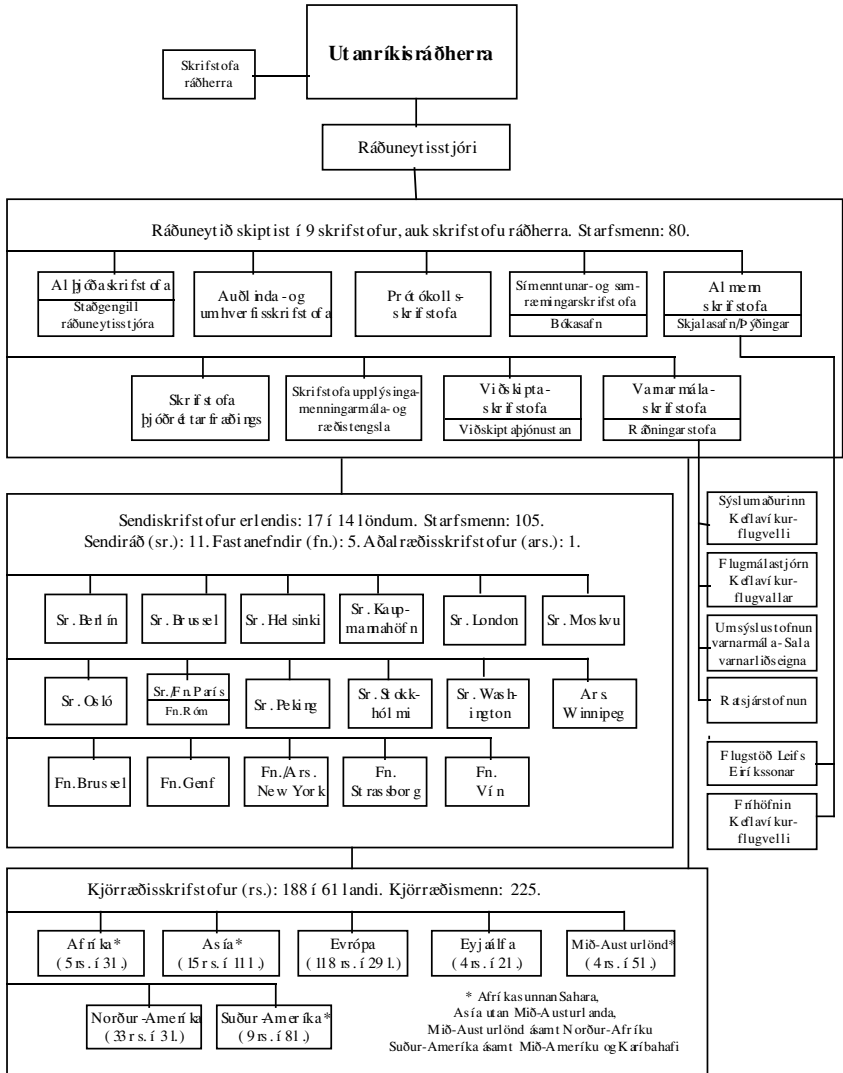 Utanríkisráðherra
Skrifstofa
ráðherra
Ráðuneytisstjóri
Ráðuneytið skiptist í 9 skrifstofur, auk skrifstofu ráðherra. Starfsmenn: 80.
Alþjóðaskrifstofa
Staðgengill
ráðuneytisstjóra
Auðlinda- og
umhverfisskrifstofa
Prótókolls-
skrifstofa
Símenntunar- og sam-
ræmingarskrifstofa
Bókasafn
Almenn
skrifstofa
Skjalasafn/Þýðingar
Skrifstofa
þjóðréttarfræðings
Skrifstofa upplýsinga-
menningarmála- og
ræðistengsla
Viðskipta-
skrifstofa
Viðskiptaþjónustan
Varnarmála-
skrifstofa
Ráðningarstofa
Sendiskrifstofur erlendis: 17 í 14 löndum. Starfsmenn: 105.
Sendiráð (sr.): 11. Fastanefndir (fn.): 5. Aðalræðisskrifstofur (ars.): 1.
Sr. Berlín
Sr. Brussel
Sr. Helsinki
Sr. Kaup-
mannahöfn
Sr. London
Sr. Moskvu
Sr. Osló
Sr./Fn. París
Fn. Róm
Sr. Peking
Sr. Stokk-
hólmi
Sr. Wash-
ington
Ars.
Winnipeg
Fn. Brussel
Fn. Genf
Fn./Ars.
New York
Fn.
Strassborg
Fn.
Vín
Sýslumaðurinn
Keflavíkur-
flugvelli
Flugmálastjórn
Keflavíkur-
flugvallar
Umsýslustofnun
varnarmála-Sala
varnarliðseigna
Ratsjárstofnun
Flugstöð Leifs
Eiríkssonar
Fríhöfnin
Keflavíkur-
flugvelli
Kjörræðisskrifstofur (rs.): 188 í 61 landi. Kjörræðismenn: 225.
Afríka*
(5 rs. í 3 l.)
Asía*
(15 rs. í 11 l.)
Evrópa
(118 rs. í 29 l.)
Eyjaálfa
(4 rs. í 2 l.)
Mið-Austurlönd*
(4 rs. í 5 l.)
Norður-Ameríka
(33 rs. í 3 l.)
Suður-Ameríka*
(9 rs. í 8 l.)
* Afríka sunnan Sahara,
Asía utan Mið-Austurlanda,
Mið-Austurlönd ásamt Norður-Afríku
Suður-Ameríka ásamt Mið-Ameríku og Karíbahafi